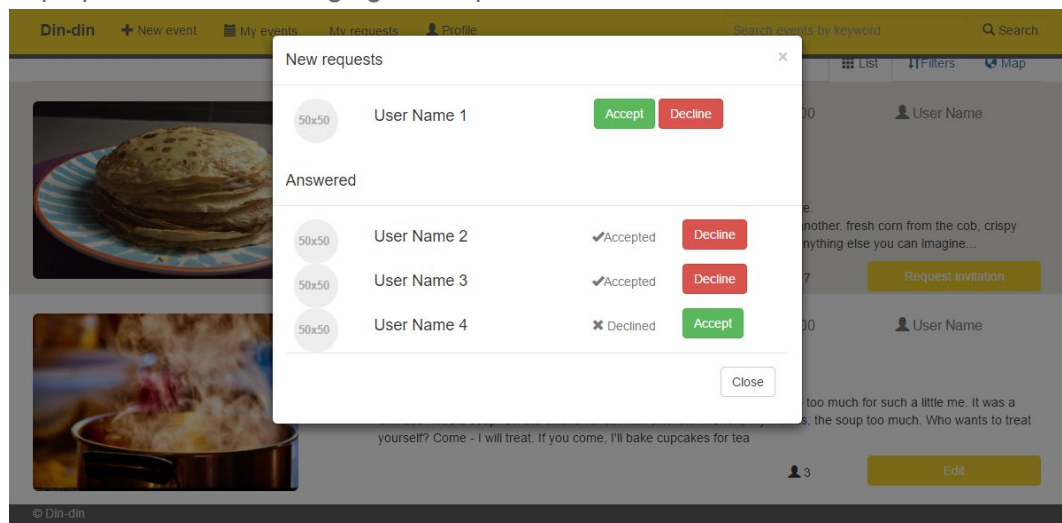 Din-din + New event My events My requests Profile Search events by keyword Search
New requests ×
List Filters Map
50x50 User Name 1 Accept Decline
00 User Name
Answered
e.
50x50 User Name 2 Accepted Decline
nother. fresh corn from the cob, crispy
nything else you can imagine...
50x50 User Name 3 Accepted Decline
7 Request invitation
50x50 User Name 4 Declined Accept
00 User Name
Close
too much for such a little me. It was a
s, the soup too much. Who wants to treat
yourself? Come - I will treat. If you come, I'll bake cupcakes for tea
3 Edit
© Din-din